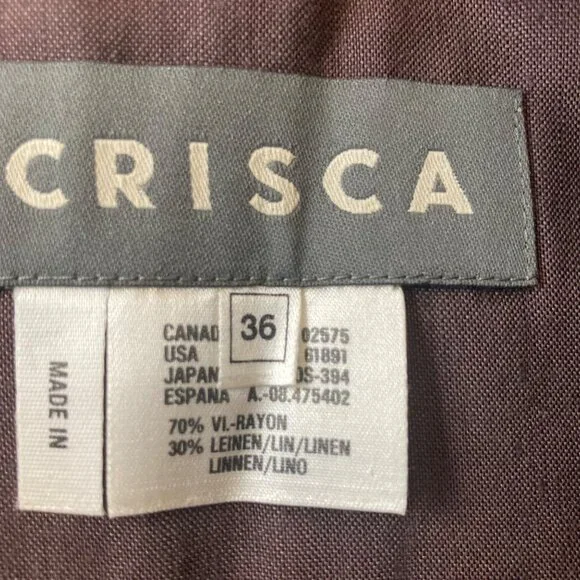 CRISCA
MADE IN
36
CANAD 02575
USA 61891
JAPAN OS-394
ESPANA A.-08.475402
70% VI.-RAYON
30% LEINEN/LIN/LINEN
LINNEN/LINO